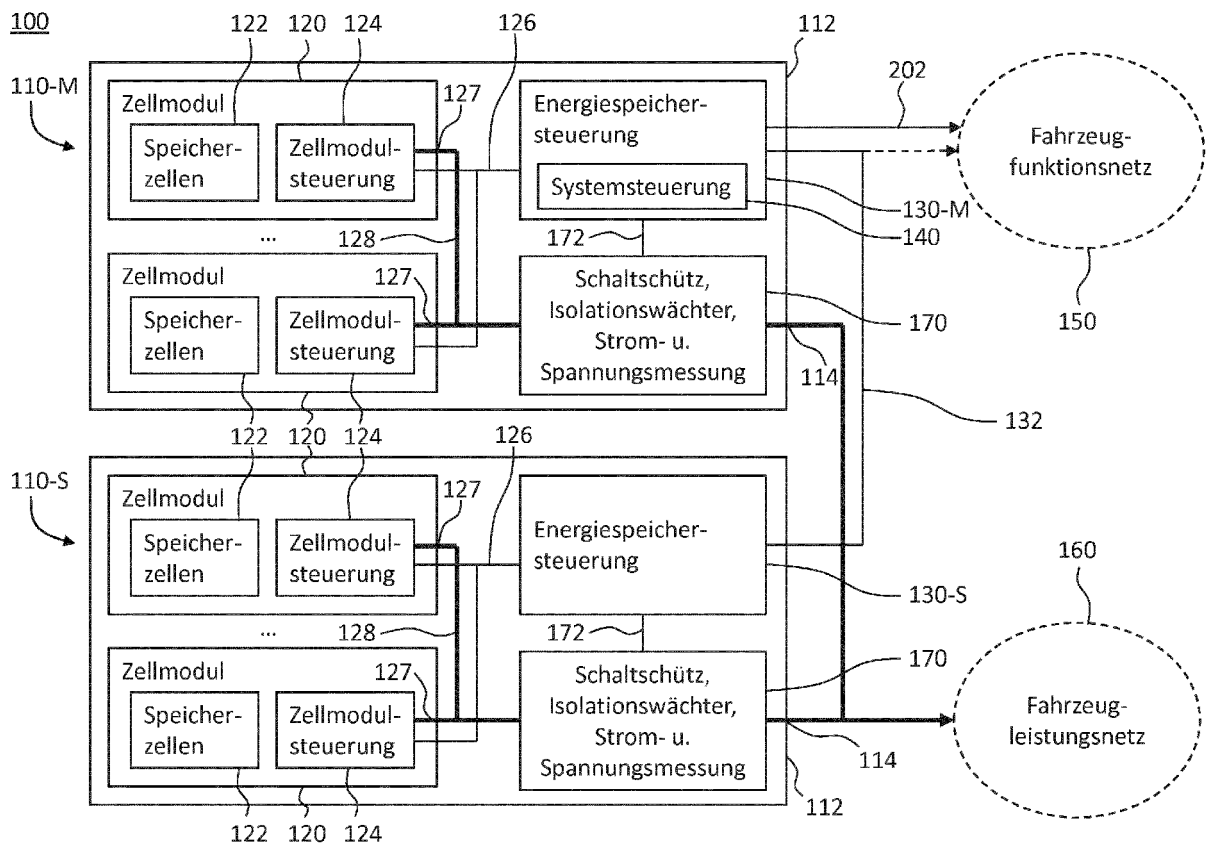 100
122
120
124
126
112
110-M
Zellmodul
Speicher-
zellen
Zellmodul-
steuerung
127
Energiespeicher-
steuerung
Systemsteuerung
202
Fahrzeug-
funktionsnetz
130-M
140
150
...
128
172
Zellmodul
Speicher-
zellen
Zellmodul-
steuerung
127
Schaltschütz,
Isolationswächter,
Strom- u.
Spannungsmessung
170
114
132
122
120
124
126
110-S
Zellmodul
Speicher-
zellen
Zellmodul-
steuerung
127
Energiespeicher-
steuerung
130-S
160
...
128
172
Zellmodul
Speicher-
zellen
Zellmodul-
steuerung
127
Schaltschütz,
Isolationswächter,
Strom- u.
Spannungsmessung
170
114
Fahrzeug-
leistungsnetz
112
122
120
124